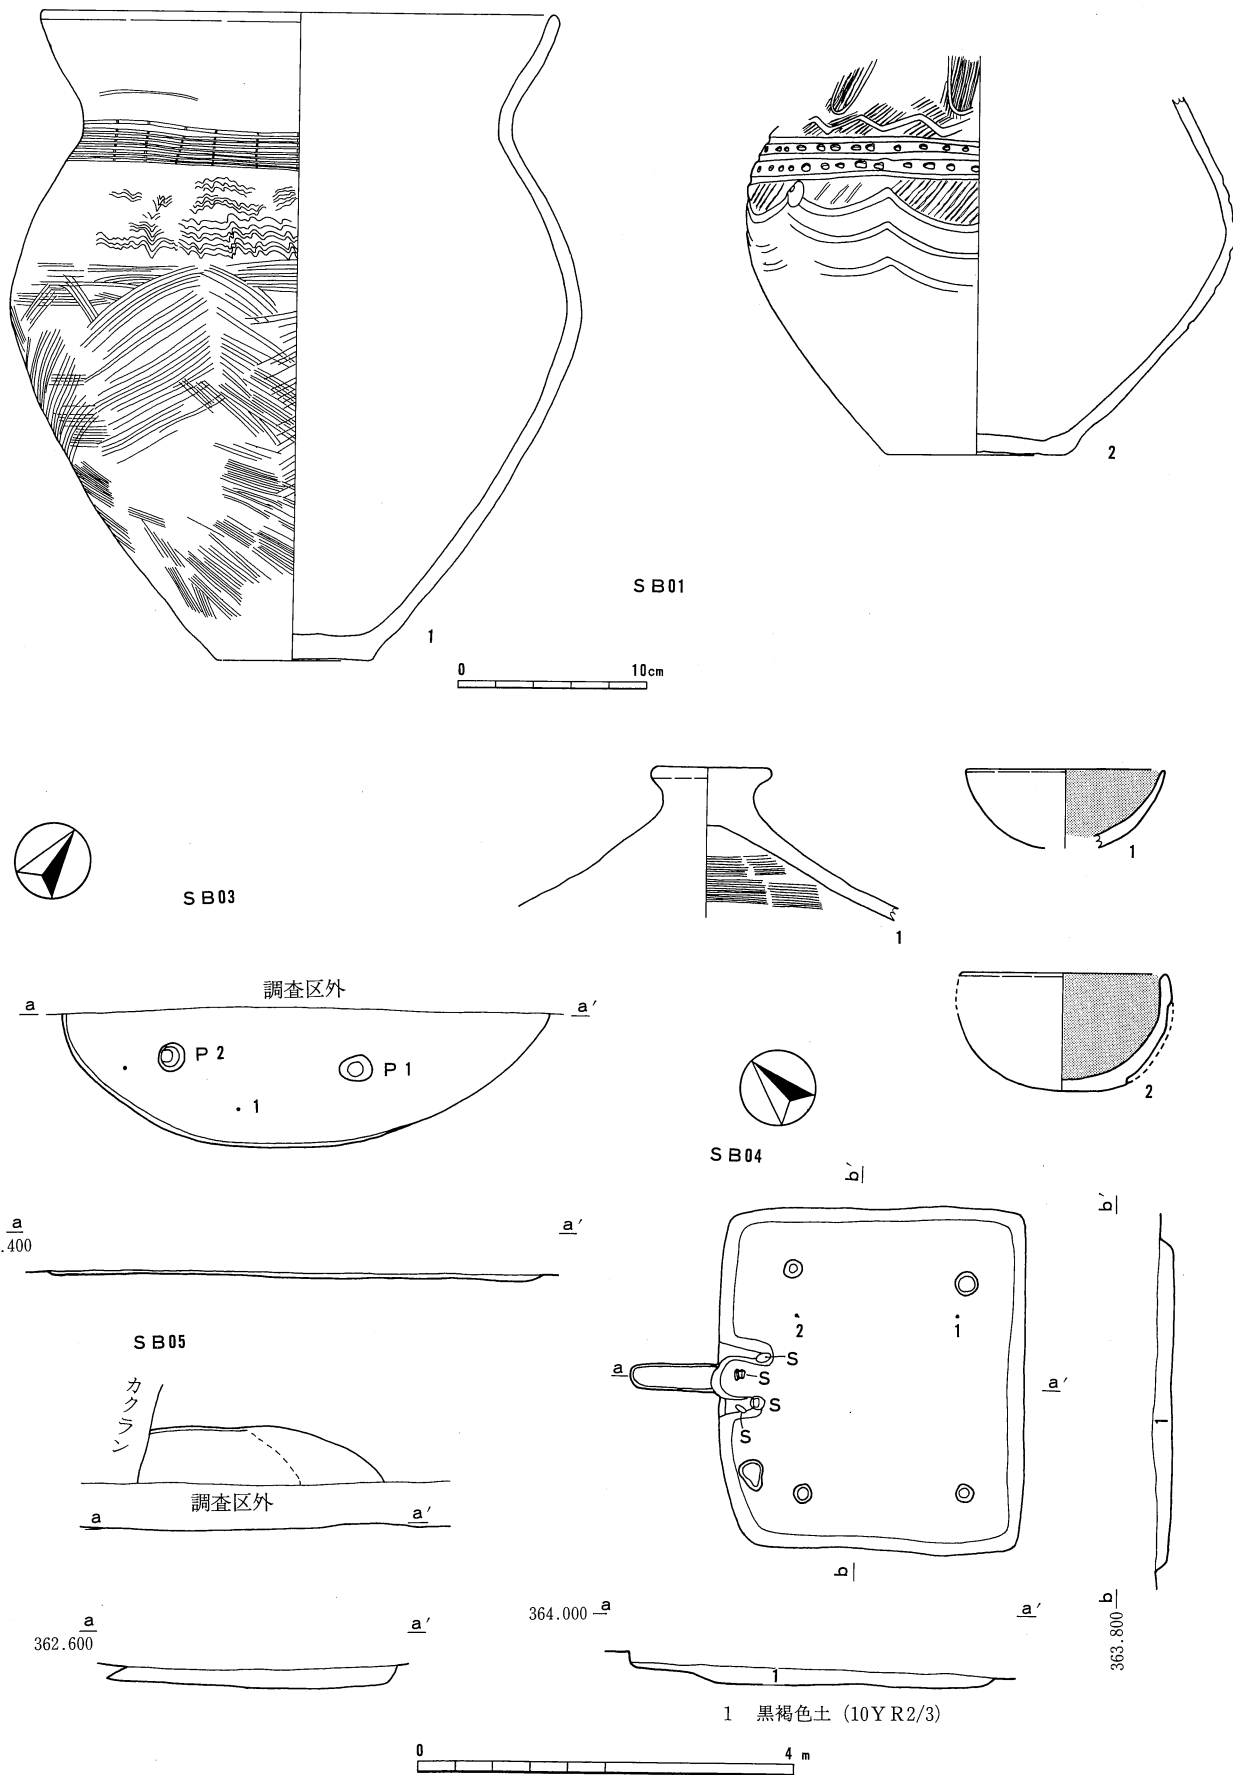 2
SB01
1
0 10cm
SB03
1
1
調査区外
a a′
P2
P1
1
2
SB04
b′
b′
a a′
.400
SB05
2
1
S
S
S
S
a a′
1
カクラン
調査区外
a a′
b
b
363.800
a a′
362.600
364.000 a a′
1
1 黒褐色土 (10YR2/3)
0 4 m